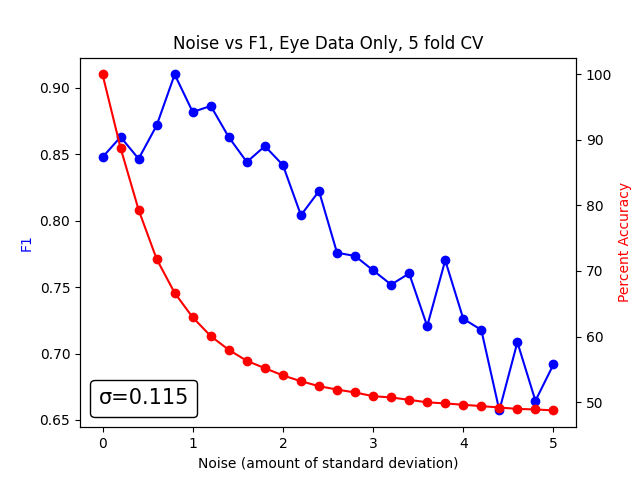 Noise vs F1, Eye Data Only, 5 fold CV
0.90
0.85
0.80
0.75
0.70
0.65
F1
100
90
80
70
60
50
Percent Accuracy
σ=0.115
0 1 2 3 4 5
Noise (amount of standard deviation)